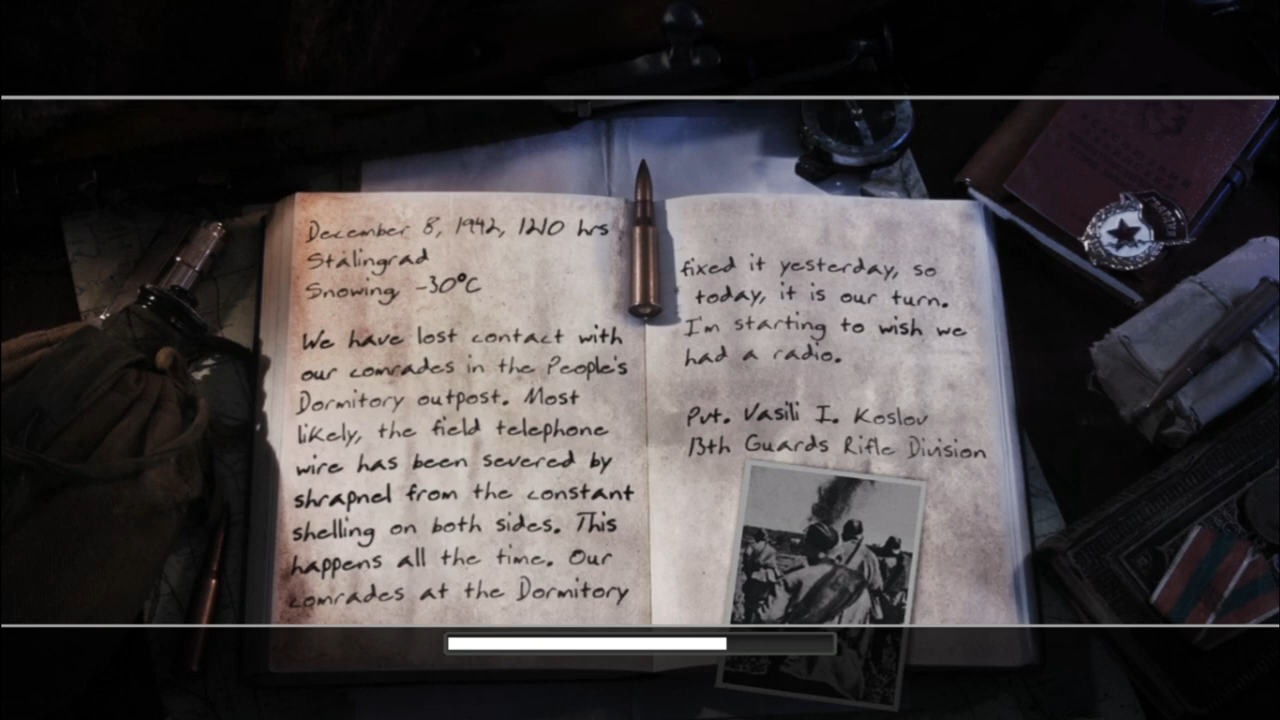 December 8, 1942, 1210 hrs
Stalingrad
Snowing -30°C
We have lost contact with
our comrades in the People's
Dormitory outpost. Most
likely, the field telephone
wire has been severed by
shrapnel from the constant
shelling on both sides. This
happens all the time. Our
comrades at the Dormitory
fixed it yesterday, so
today, it is our turn.
I'm starting to wish we
had a radio.
Pvt. Vasili I. Koslov
13th Guards Rifle Division